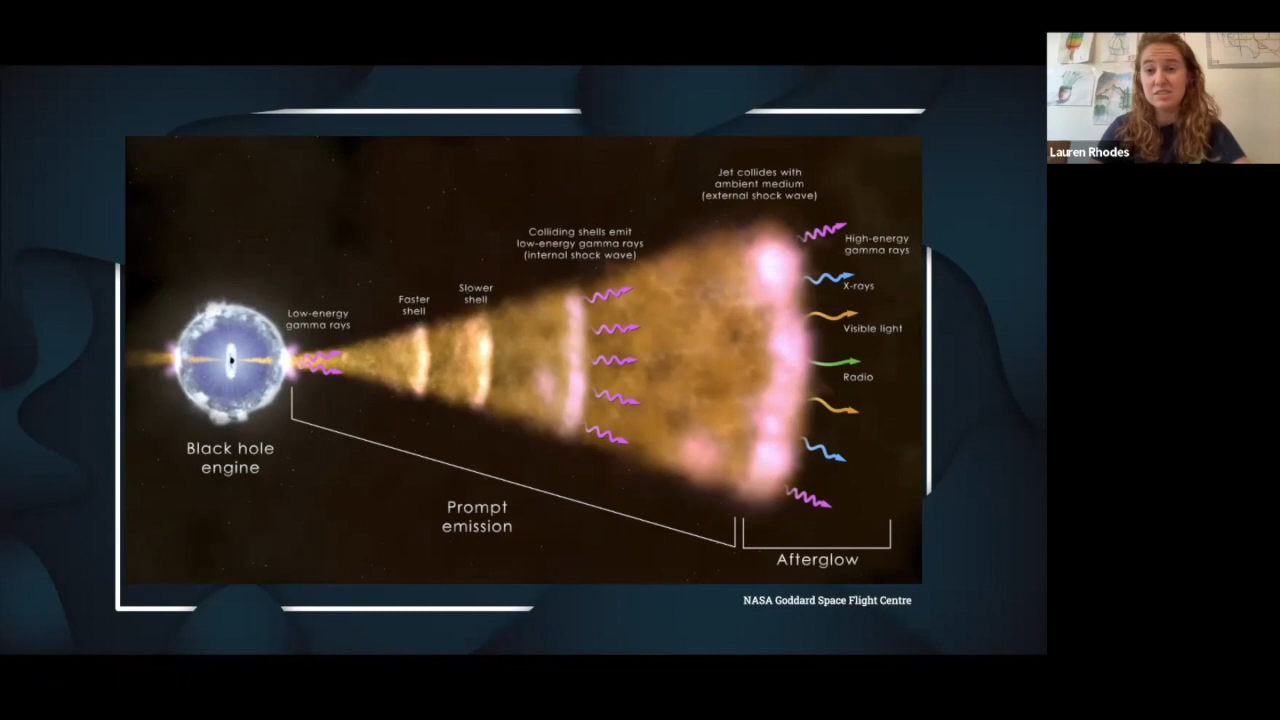 Lauren Rhodes
Jet collides with
ambient medium
(external shock wave)
Colliding shells emit
low-energy gamma rays
(internal shock wave)
High-energy
gamma rays
X-rays
Slower
shell
Faster
shell
Low-energy
gamma rays
Visible light
Radio
Black hole
engine
Prompt
emission
Afterglow
NASA Goddard Space Flight Centre